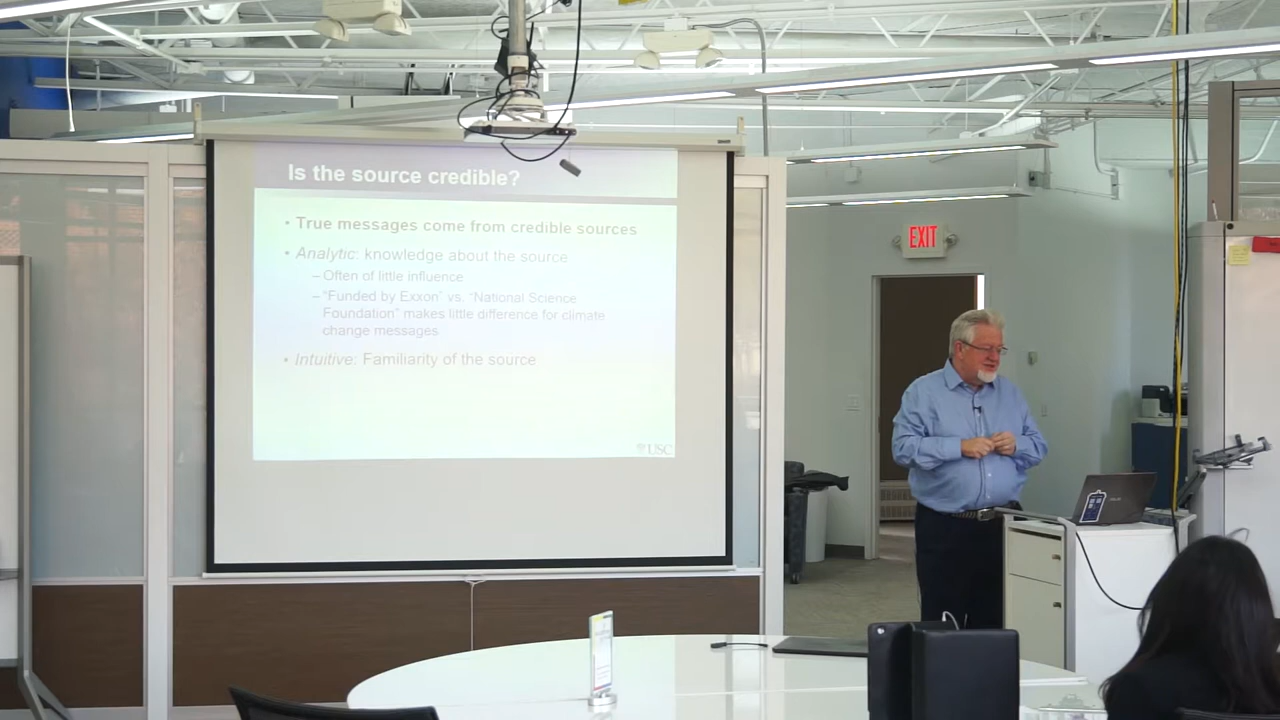 Is the source credible?
• True messages come from credible sources
• Analytic: knowledge about the source
– Often of little influence
– "Funded by Exxon" vs. "National Science
Foundation" makes little difference for climate
change messages
• Intuitive: Familiarity of the source
USC
EXIT